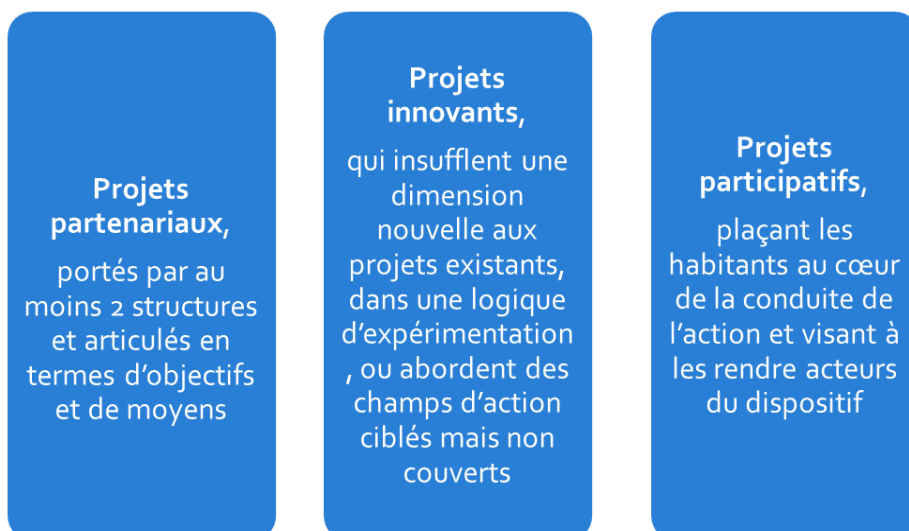 Projets
partenariaux,
portés par au
moins 2 structures
et articulés en
termes d’objectifs
et de moyens
Projets
innovants,
qui insufflent une
dimension
nouvelle aux
projets existants,
dans une logique
d’expérimentation
, ou abordent des
champs d’action
ciblés mais non
couverts
Projets
participatifs,
plaçant les
habitants au cœur
de la conduite de
l’action et visant à
les rendre acteurs
du dispositif